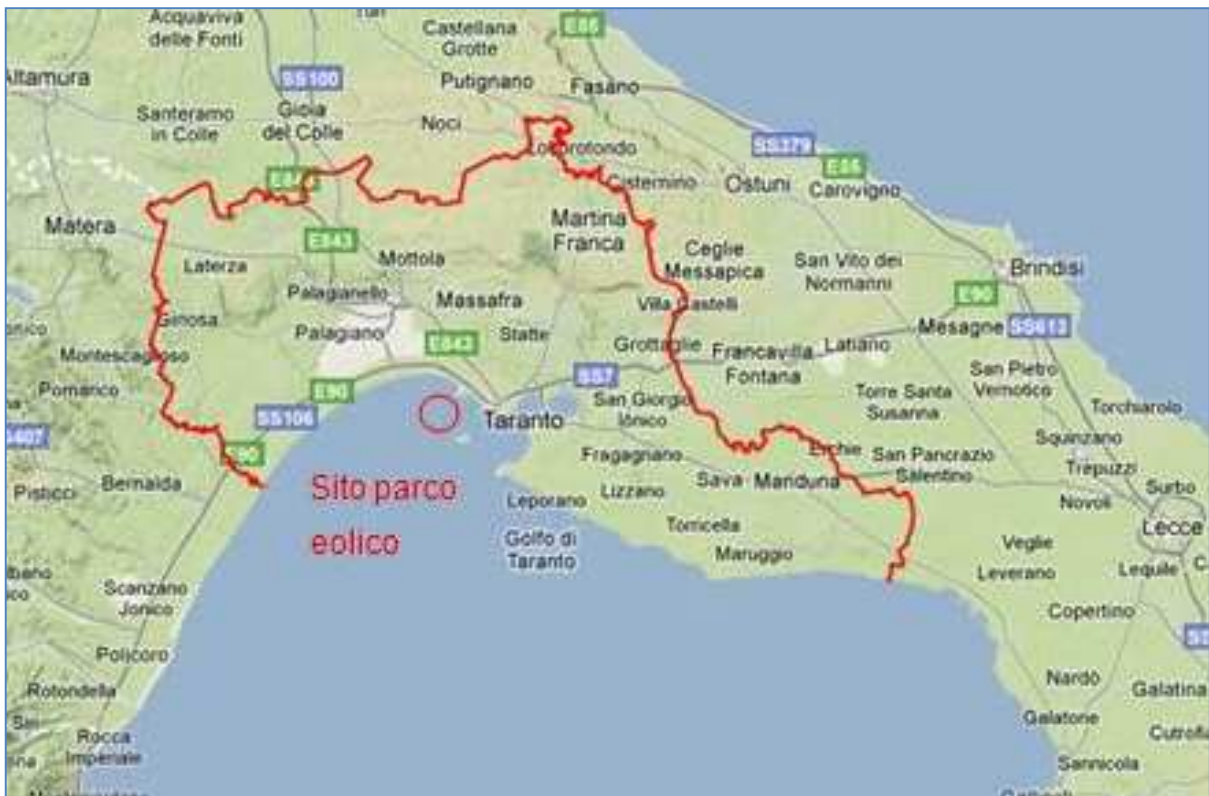 Acquaviva
delle Fonti
Castellana
Grotte
E55
Altamura
SS100
Putignano
Fasano
Santeramo
in Colle
Gioia
del Colle
Noci
Locorotondo
SS379
E55
Cisternino
Ostuni
Carovigno
Matera
Martina
Franca
E843
Laterza
Mottola
Ceglie
Messapica
San Vito dei
Normanni
Brindisi
Palagianello
Massafra
Villa Castelli
E90
Ginosa
Palagiano
Statte
Mesagne
SS613
E843
Grottaglie
Latiano
Montescaglioso
Francavilla
Fontana
San Pietro
Vernotico
Pomarico
E90
SS7
SS106
Taranto
San Giorgio
Ionico
Torre Santa
Susanna
Torchiarolo
Squinzano
E90
Fragagnano
Erchie
San Pancrazio
Salentino
Trepuzzi
Pisticci
Bernalda
Sito parco
eolico
Leporano
Lizzano
Sava
Manduria
Novoli
Surbo
Lecce
Golfo di
Taranto
Torricella
Maruggio
Veglie
Leverano
Lequile
Scanzano
Jonico
Copertino
Policoro
Rotondella
Nardò
Galatina
Galatone
Rocca
Imperiale
Sannicola